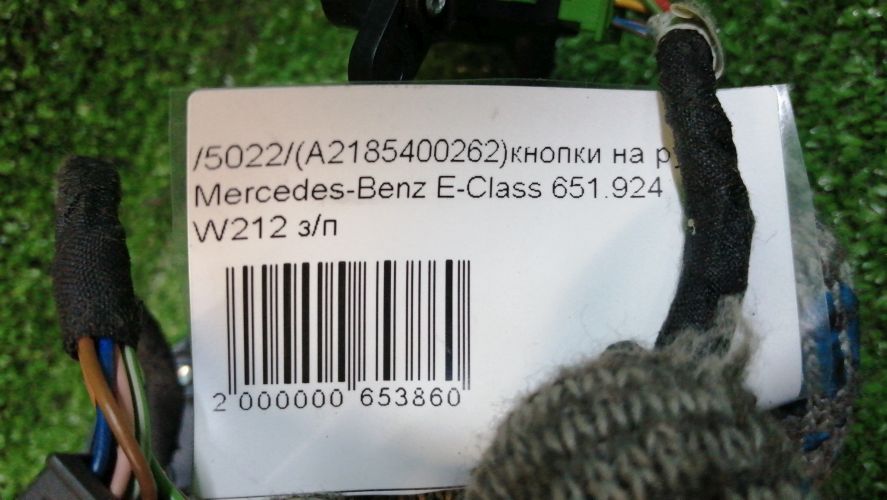 /5022/(A2185400262)кнопки на
Mercedes-Benz E-Class 651.924
W212 з/п
2 000000 653860